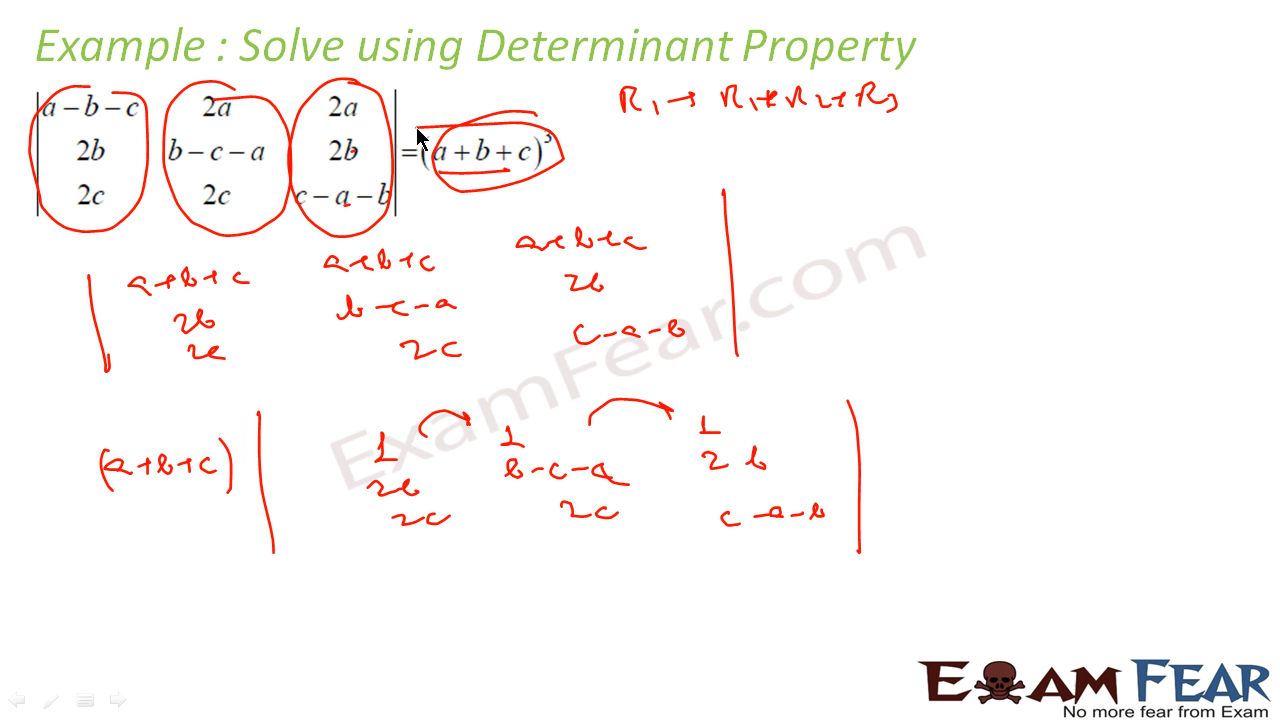 Example : Solve using Determinant Property
a − b − c 2a 2a
2b b − c − a 2b = (a + b + c)³
2c 2c c − a − b
R₁ → R₁ + R₂ + R₃
a+b+c a+b+c a+b+c
2b b−c−a 2b
2c 2c c−a−b
(a+b+c) 1 1 1
2b b−c−a 2b
2c 2c c−a−b
ExamFear.com
EXAM FEAR
No more fear from Exam